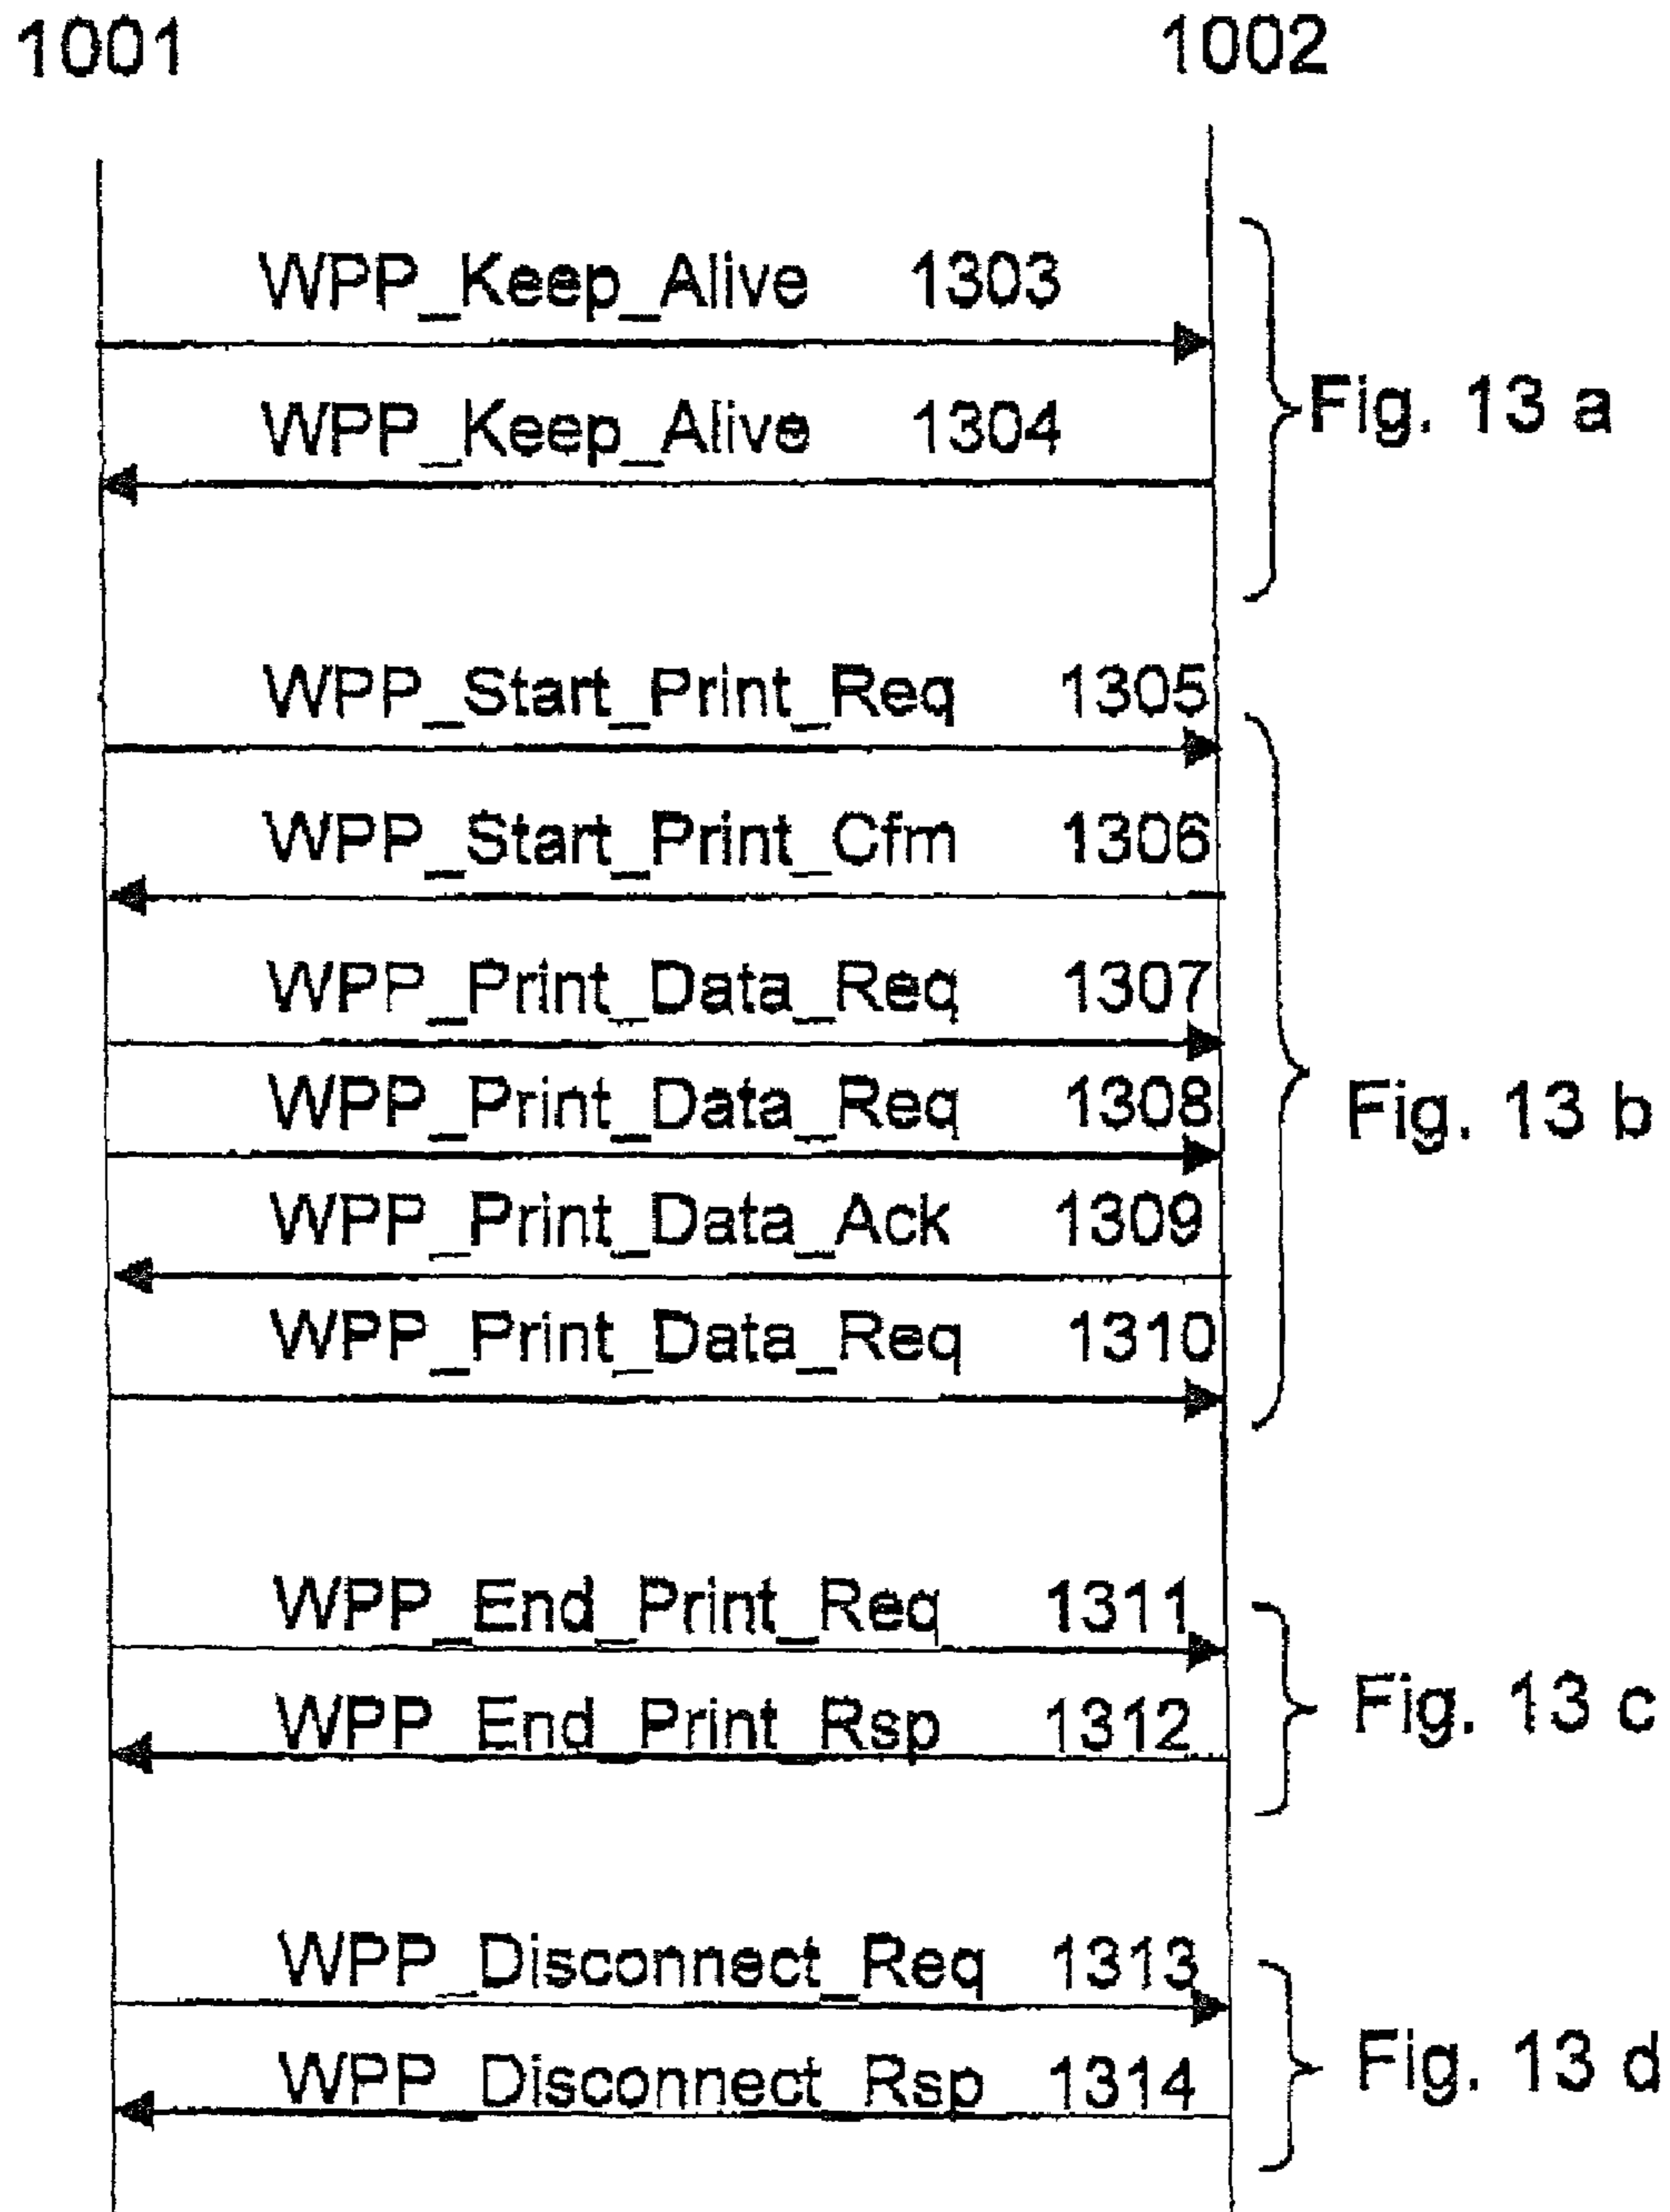 1001 1002
WPP_Keep_Alive 1303
WPP_Keep_Alive 1304
Fig. 13 a
WPP_Start_Print_Req 1305
WPP_Start_Print_Cfm 1306
WPP_Print_Data_Req 1307
WPP_Print_Data_Req 1308
Fig. 13 b
WPP_Print_Data_Ack 1309
WPP_Print_Data_Req 1310
WPP_End_Print_Req 1311
WPP_End_Print_Rsp 1312
Fig. 13 c
WPP_Disconnect_Req 1313
WPP_Disconnect_Rsp 1314
Fig. 13 d